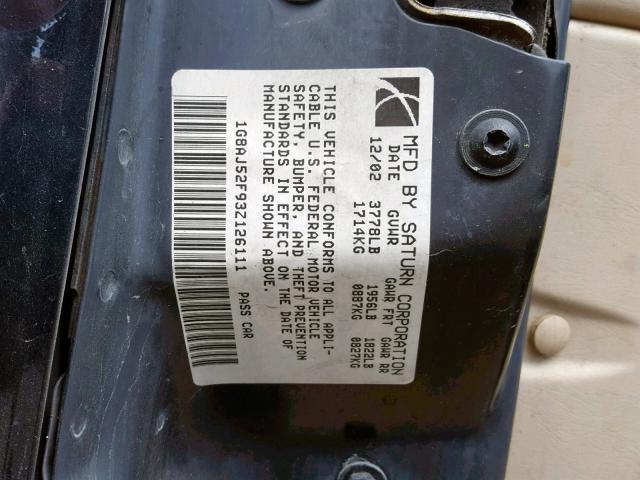 MFD BY SATURN CORPORATION
DATE GVWR GAWR FRT GAWR RR
12/02 3778LB 1956LB 1822LB
1714KG 0887KG 0827KG
THIS VEHICLE CONFORMS TO ALL APPLI-
CABLE U.S. FEDERAL MOTOR VEHICLE
SAFETY, BUMPER, AND THEFT PREVENTION
STANDARDS IN EFFECT ON THE DATE OF
MANUFACTURE SHOWN ABOVE.
1G8AJ52F93Z126111 PASS CAR